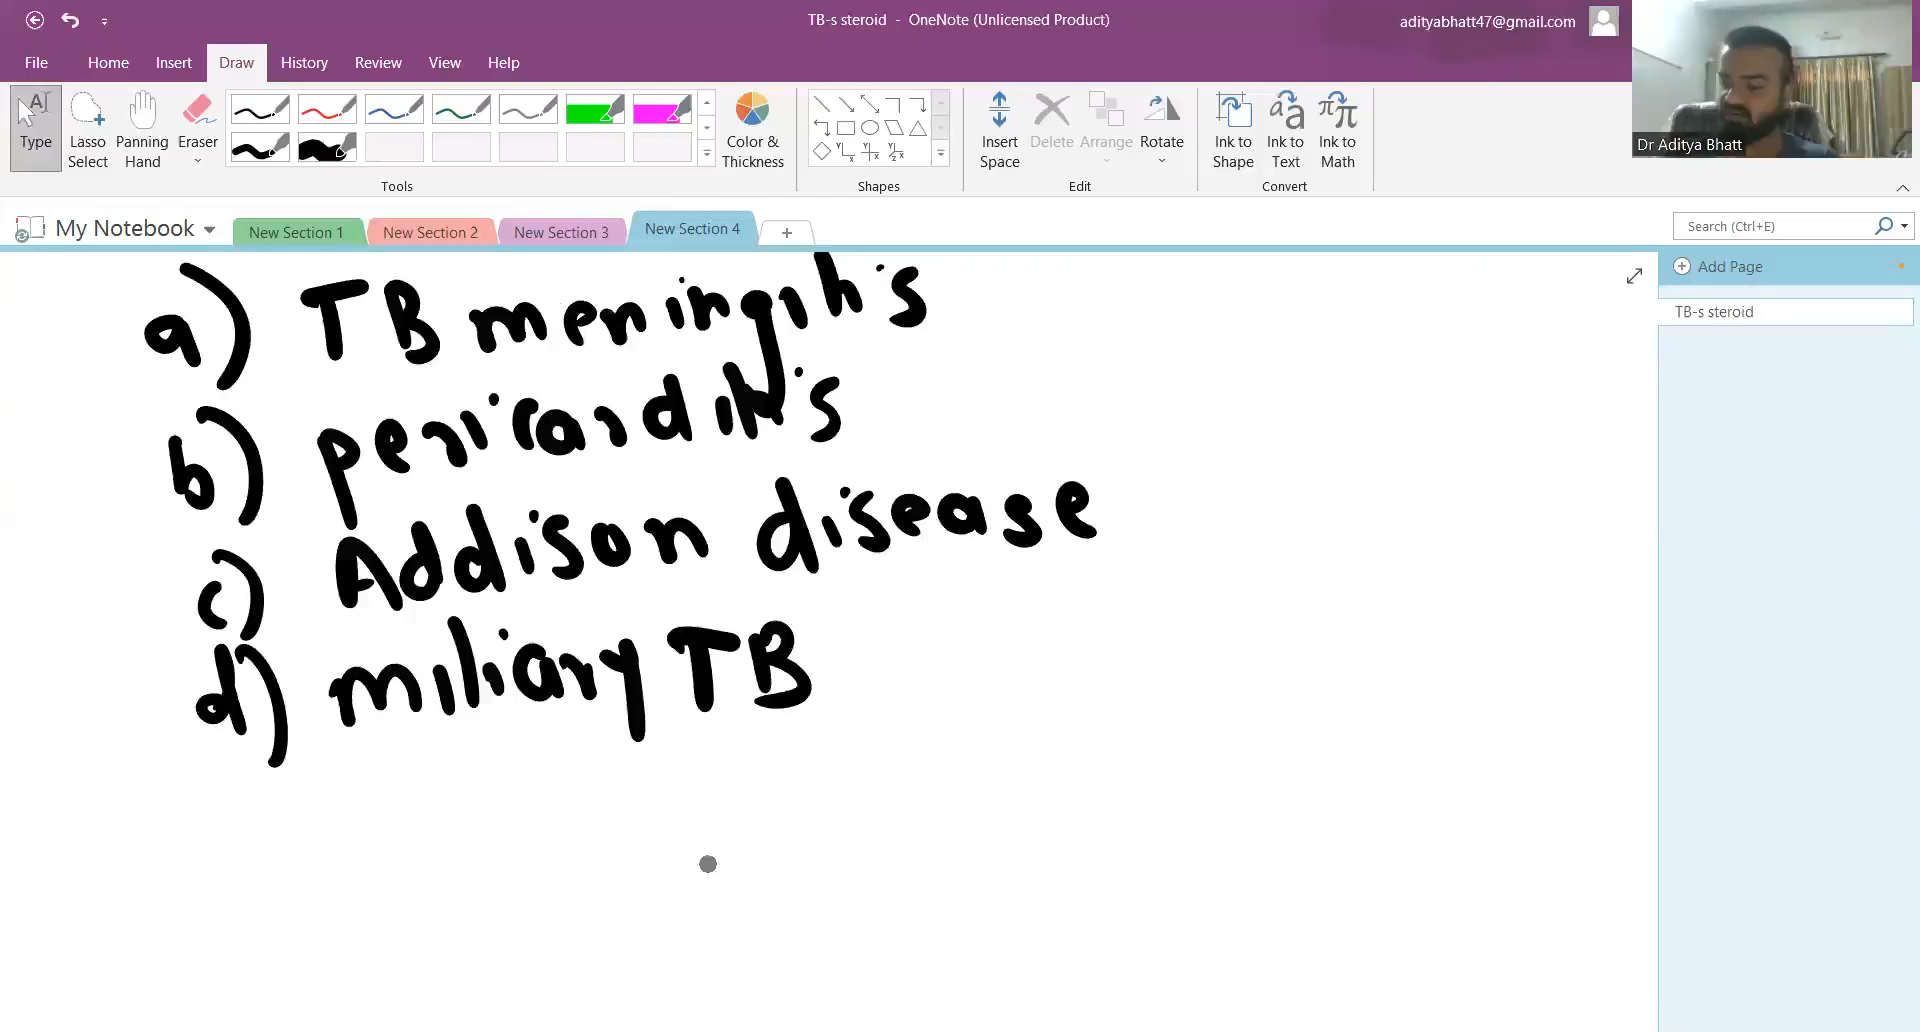 TB-s steroid - OneNote (Unlicensed Product)
adityabhatt47@gmail.com
File Home Insert Draw History Review View Help
Type
Lasso Select
Panning Hand
Eraser
Color & Thickness
Insert Space
Delete
Arrange
Rotate
Ink to Shape
Ink to Text
Ink to Math
Dr Aditya Bhatt
Tools Shapes Edit Convert
My Notebook New Section 1 New Section 2 New Section 3 New Section 4
Search (Ctrl+E)
Add Page
TB-s steroid
a) TB meningitis
b) pericarditis
c) Addison disease
d) miliary TB